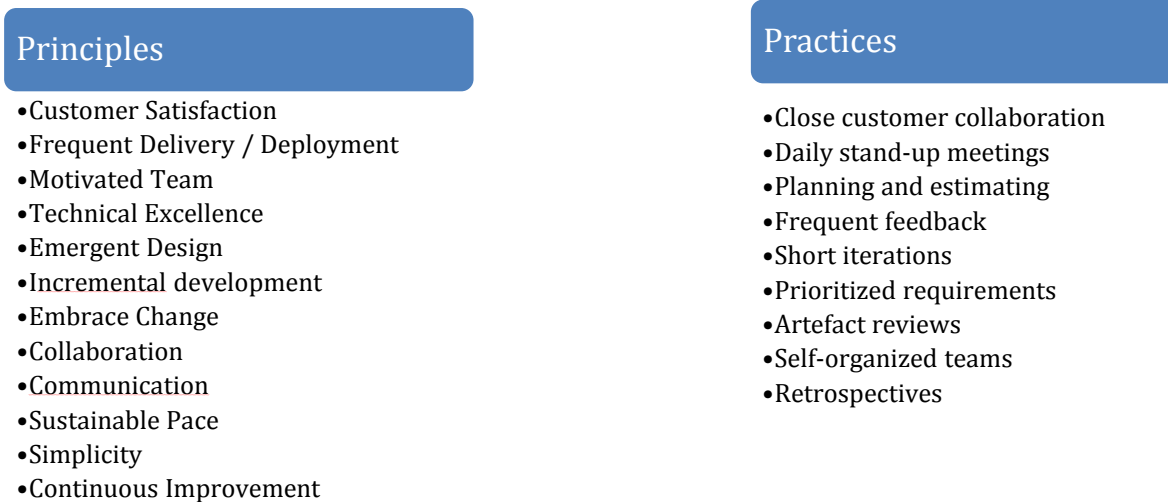 Principles
•Customer Satisfaction
•Frequent Delivery / Deployment
•Motivated Team
•Technical Excellence
•Emergent Design
•Incremental development
•Embrace Change
•Collaboration
•Communication
•Sustainable Pace
•Simplicity
•Continuous Improvement
Practices
•Close customer collaboration
•Daily stand-up meetings
•Planning and estimating
•Frequent feedback
•Short iterations
•Prioritized requirements
•Artefact reviews
•Self-organized teams
•Retrospectives